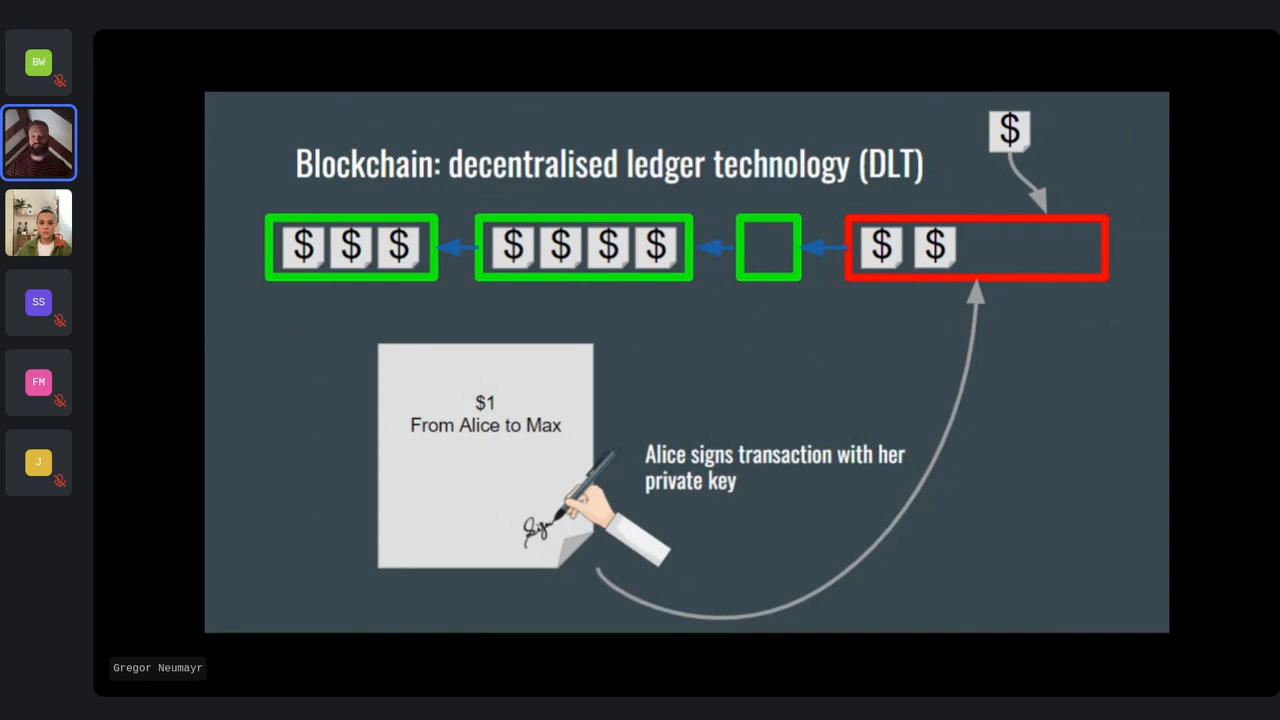 BW
SS
FM
J
Blockchain: decentralised ledger technology (DLT)
$
$ $ $
$ $ $ $
$ $
$1
From Alice to Max
Sign
Alice signs transaction with her
private key
Gregor Neumayr